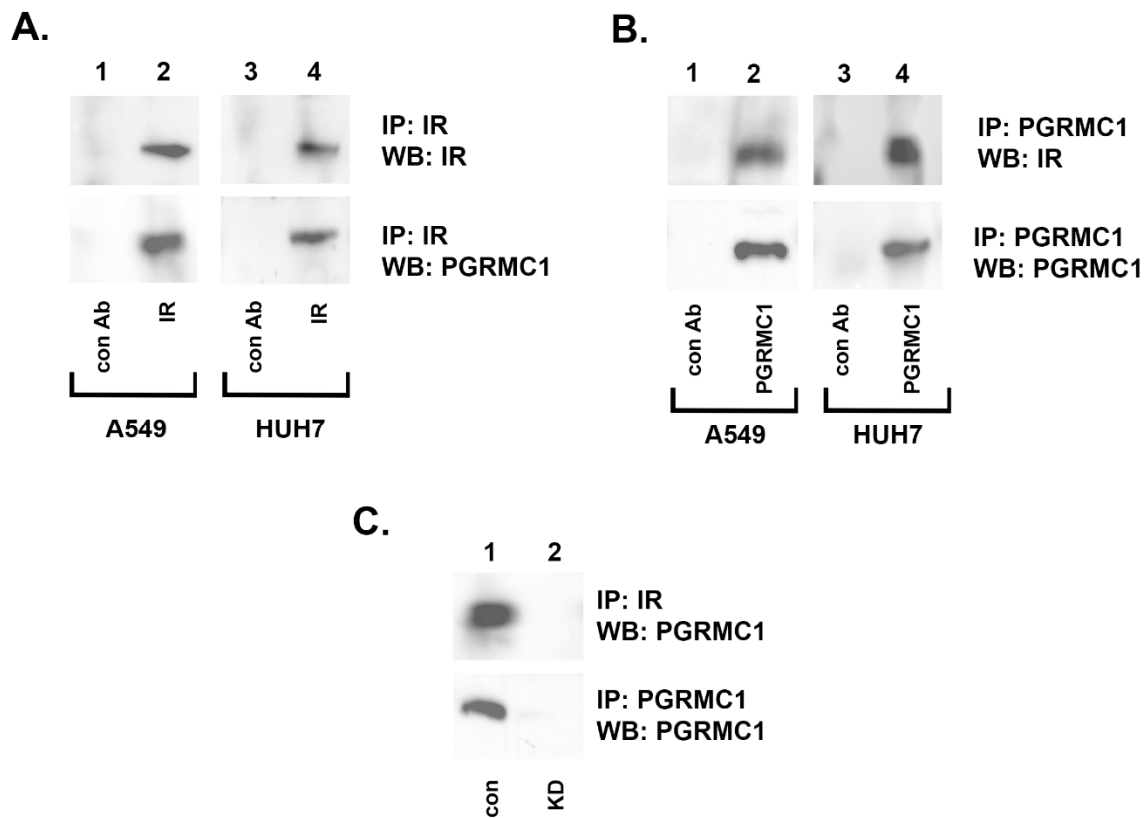 A.
1 2 3 4
IP: IR
WB: IR
IP: IR
WB: PGRMC1
con Ab IR con Ab IR
A549 HUH7
B.
1 2 3 4
IP: PGRMC1
WB: IR
IP: PGRMC1
WB: PGRMC1
con Ab PGRMC1 con Ab PGRMC1
A549 HUH7
C.
1 2
IP: IR
WB: PGRMC1
IP: PGRMC1
WB: PGRMC1
con KD